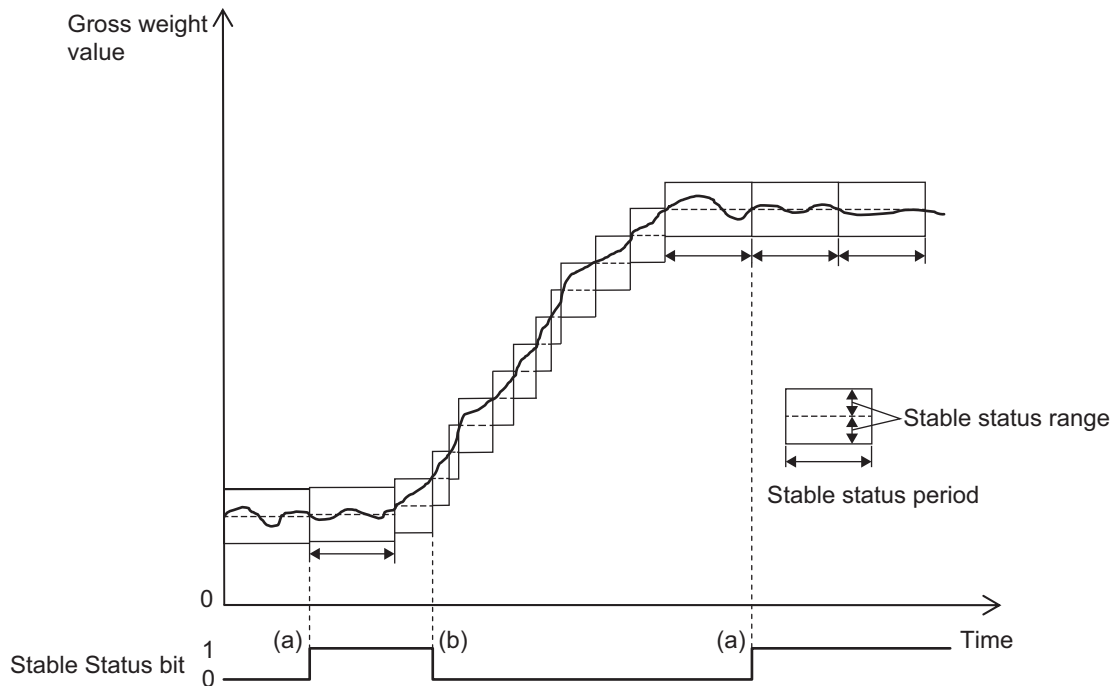 Gross weight
value
Stable status range
Stable status period
0
(a)
(b)
(a)
Time
1
Stable Status bit
0